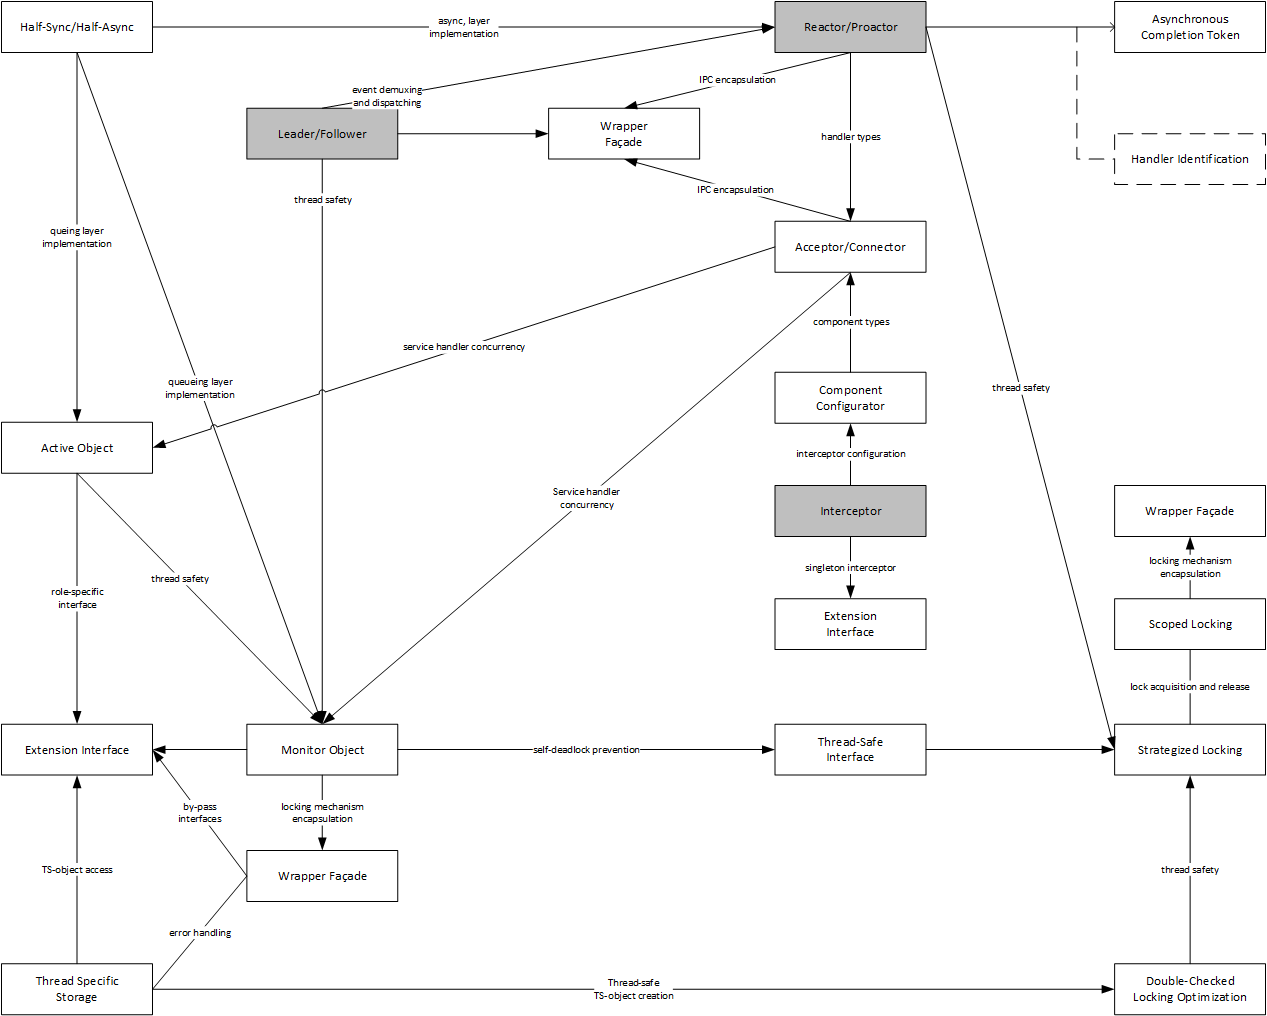 Half-Sync/Half-Async
async, layer
implementation
Reactor/Proactor
Asynchronous
Completion Token
IPC encapsulation
event demuxing
and dispatching
Leader/Follower
Wrapper
Façade
handler types
Handler Identification
thread safety
IPC encapsulation
queing layer
implementation
Acceptor/Connector
component types
service handler concurrency
queueing layer
implementation
Component
Configurator
thread safety
Active Object
interceptor configuration
Service handler
concurrency
Interceptor
Wrapper Façade
thread safety
singleton interceptor
locking mechanism
encapsulation
role-specific
interface
Extension
Interface
Scoped Locking
lock acquisition and release
Extension Interface
Monitor Object
self-deadlock prevention
Thread-Safe
Interface
Strategized Locking
by-pass
interfaces
locking mechanism
encapsulation
TS-object access
Wrapper Façade
thread safety
error handling
Thread Specific
Storage
Thread-safe
TS-object creation
Double-Checked
Locking Optimization